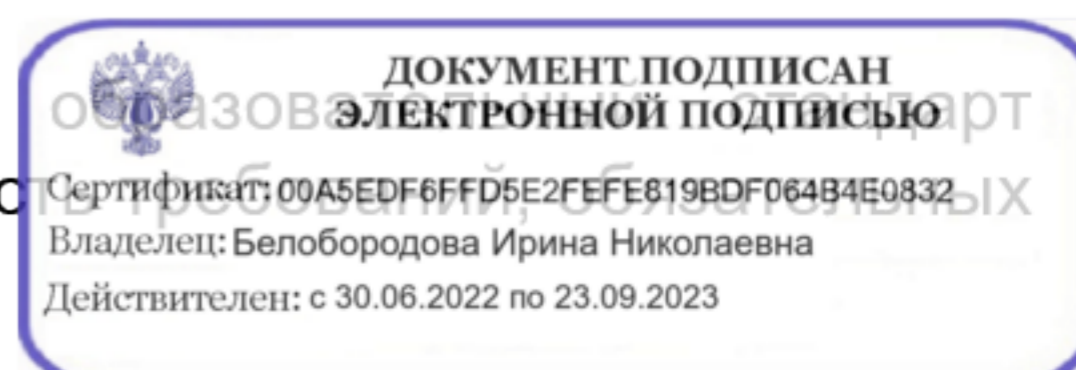 ДОКУМЕНТ ПОДПИСАН
ЭЛЕКТРОННОЙ ПОДПИСЬЮ
Сертификат: 00A5EDF6FFD5E2FEFE819BDF064B4E0832
Владелец: Белобородова Ирина Николаевна
Действителен: с 30.06.2022 по 23.09.2023